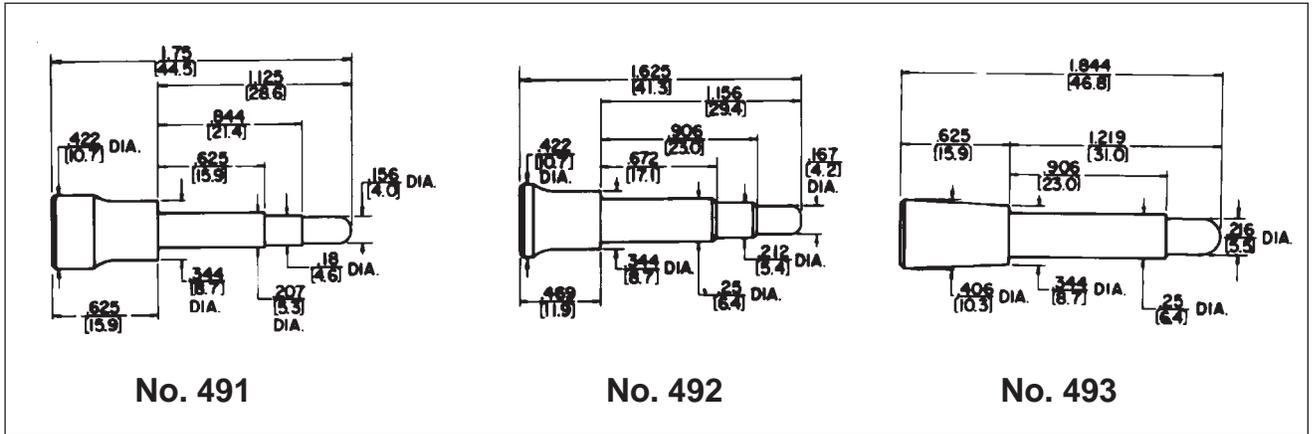 1.75
[44.5]
1.125
[28.6]
.844
[21.4]
.422 DIA.
[10.7]
.625
[15.9]
.156 DIA.
[4.0]
.344
[8.7]
DIA.
.207
[5.3]
DIA.
.18 DIA.
[4.6]
.625
[15.9]
No. 491
1.625
[41.3]
1.156
[29.4]
.906
[23.0]
.422
[10.7]
DIA.
.672
[17.1]
.167
[4.2]
DIA.
.344
[8.7]
DIA.
.212 DIA.
[5.4]
.25 DIA.
[6.4]
.469
[11.9]
No. 492
1.844
[46.8]
.625
[15.9]
1.219
[31.0]
.906
[23.0]
.216 DIA.
[5.5]
.406 DIA.
[10.3]
.344 DIA.
[8.7]
.25 DIA.
[6.4]
No. 493